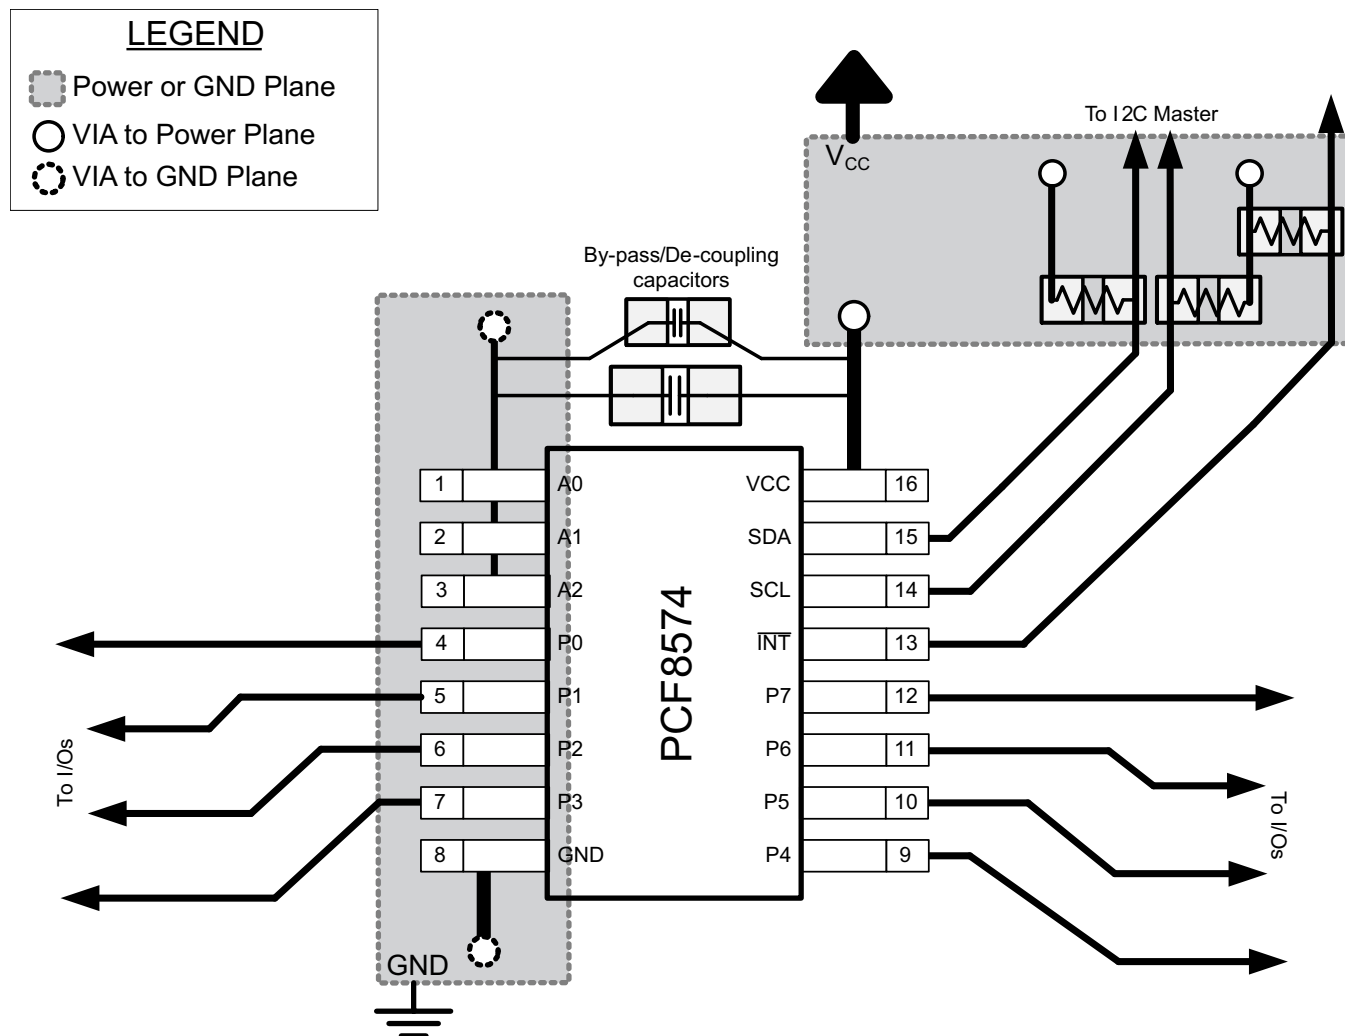 LEGEND
Power or GND Plane
VIA to Power Plane
VIA to GND Plane
To I2C Master
VCC
By-pass/De-coupling
capacitors
1 A0 VCC 16
2 A1 SDA 15
3 A2 SCL 14
4 P0 INT 13
5 P1 P7 12
6 P2 P6 11
7 P3 P5 10
8 GND P4 9
PCF8574
To I/Os
To I/Os
GND